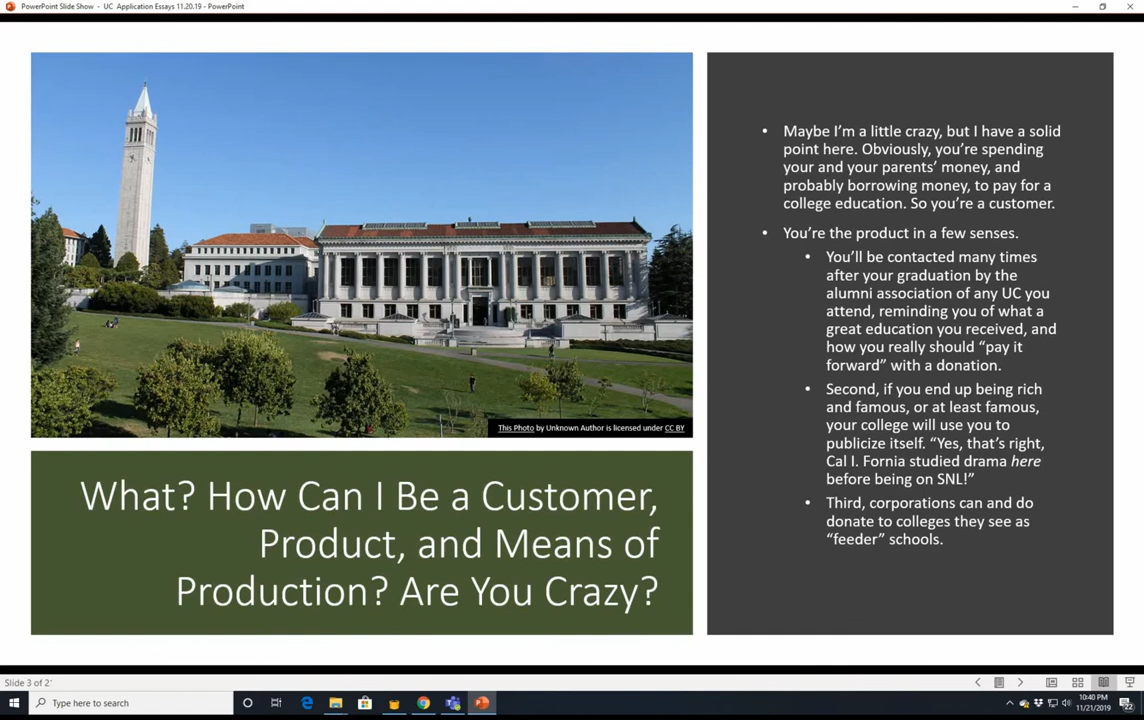 PowerPoint Slide Show - UC Application Essays 11.20.19 - PowerPoint
This Photo by Unknown Author is licensed under CC BY
What? How Can I Be a Customer,
Product, and Means of
Production? Are You Crazy?
• Maybe I’m a little crazy, but I have a solid
point here. Obviously, you’re spending
your and your parents’ money, and
probably borrowing money, to pay for a
college education. So you’re a customer.
• You’re the product in a few senses.
• You’ll be contacted many times
after your graduation by the
alumni association of any UC you
attend, reminding you of what a
great education you received, and
how you really should “pay it
forward” with a donation.
• Second, if you end up being rich
and famous, or at least famous,
your college will use you to
publicize itself. “Yes, that’s right,
Cal I. Fornia studied drama here
before being on SNL!”
• Third, corporations can and do
donate to colleges they see as
“feeder” schools.
Slide 3 of 2
Type here to search
10:40 PM
11/21/2019
22